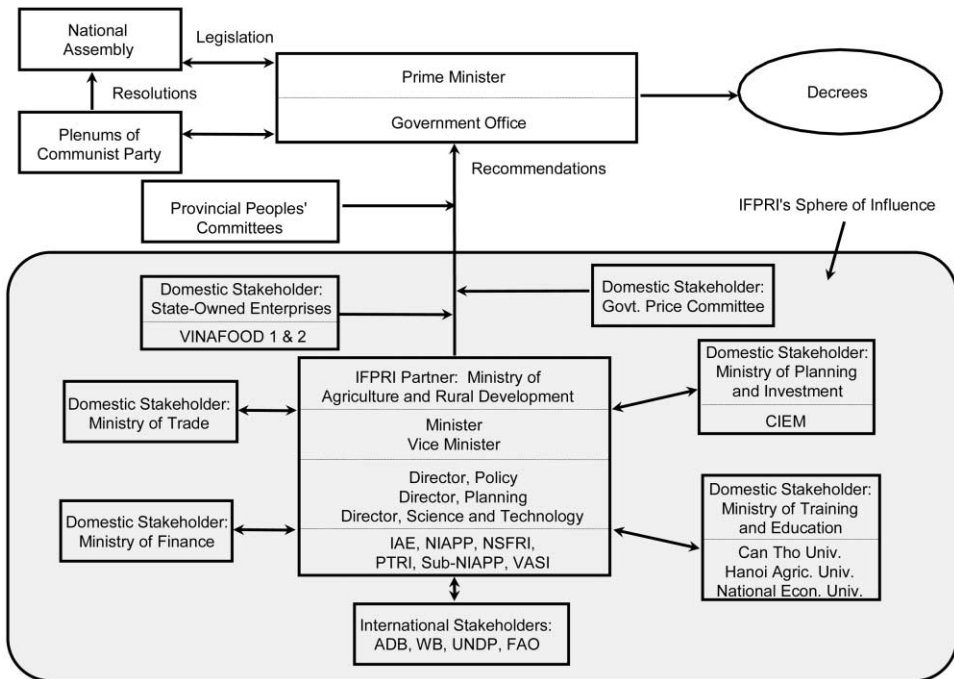 National
Assembly
Legislation
Prime Minister
Government Office
Decrees
Resolutions
Plenums of
Communist Party
Recommendations
Provincial Peoples'
Committees
IFPRI's Sphere of Influence
Domestic Stakeholder:
State-Owned Enterprises
VINAFOOD 1 & 2
Domestic Stakeholder:
Govt. Price Committee
IFPRI Partner: Ministry of
Agriculture and Rural Development
Minister
Vice Minister
Director, Policy
Director, Planning
Director, Science and Technology
IAE, NIAPP, NSFRI,
PTRI, Sub-NIAPP, VASI
Domestic Stakeholder:
Ministry of Planning
and Investment
CIEM
Domestic Stakeholder:
Ministry of Trade
Domestic Stakeholder:
Ministry of Finance
Domestic Stakeholder:
Ministry of Training
and Education
Can Tho Univ.
Hanoi Agric. Univ.
National Econ. Univ.
International Stakeholders:
ADB, WB, UNDP, FAO